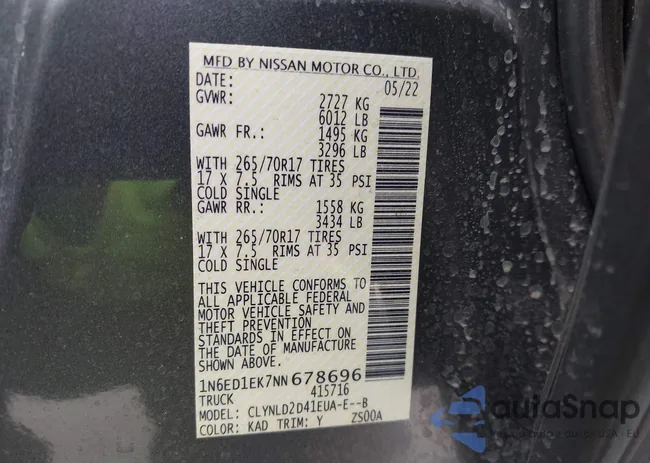 MFD BY NISSAN MOTOR CO., LTD.
DATE: 05/22
GVWR: 2727 KG
6012 LB
GAWR FR.: 1495 KG
3296 LB
WITH 265/70R17 TIRES
17 X 7.5 RIMS AT 35 PSI
COLD SINGLE
GAWR RR.: 1558 KG
3434 LB
WITH 265/70R17 TIRES
17 X 7.5 RIMS AT 35 PSI
COLD SINGLE
THIS VEHICLE CONFORMS TO
ALL APPLICABLE FEDERAL
MOTOR VEHICLE SAFETY AND
THEFT PREVENTION
STANDARDS IN EFFECT ON
THE DATE OF MANUFACTURE
SHOWN ABOVE.
1N6ED1EK7NN678696
TRUCK 415716
MODEL: CLYNLD2D41EUA-E--B
COLOR: KAD TRIM: Y ZS00A
auiaSnap